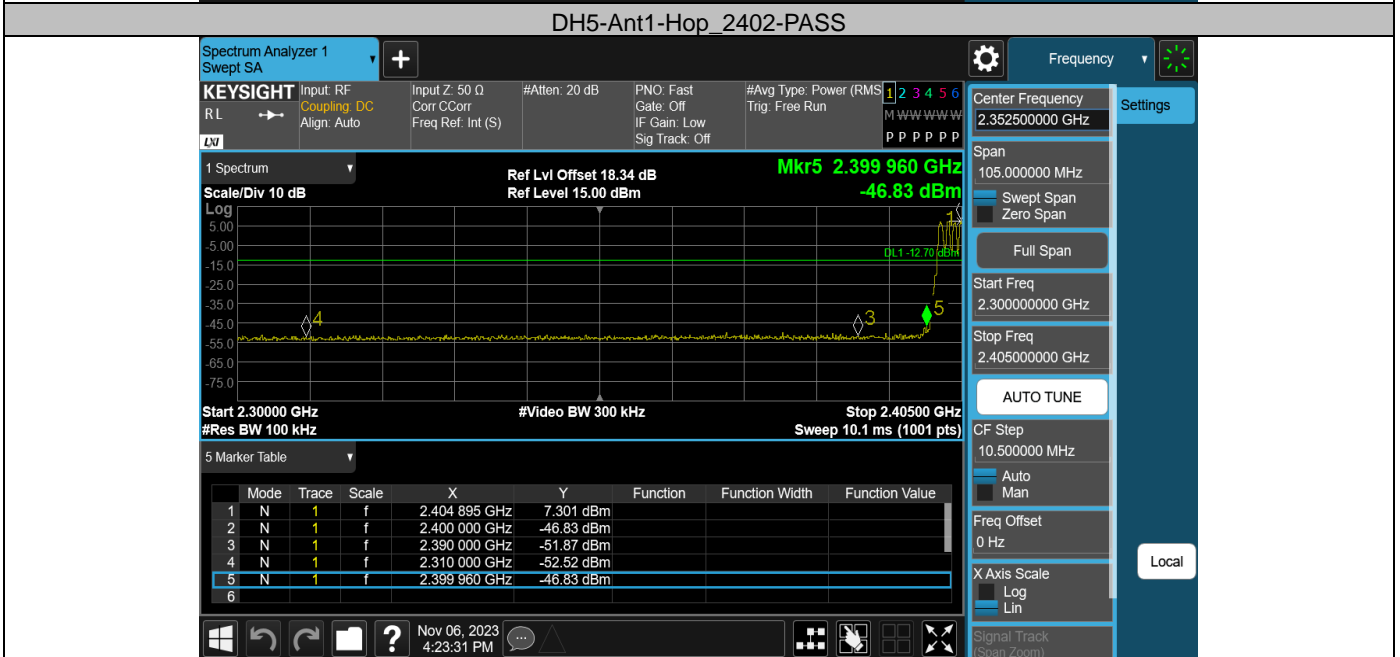 DH5-Ant1-Hop_2402-PASS
Spectrum Analyzer 1
Swept SA
Frequency
KEYSIGHT
RL
LXI
Input: RF
Coupling: DC
Align: Auto
Input Z: 50 Ω
Corr CCorr
Freq Ref: Int (S)
#Atten: 20 dB
PNO: Fast
Gate: Off
IF Gain: Low
Sig Track: Off
#Avg Type: Power (RMS
Trig: Free Run
1 2 3 4 5 6
M W W W W W
P P P P P P
1 Spectrum
Scale/Div 10 dB
Ref Lvl Offset 18.34 dB
Ref Level 15.00 dBm
Mkr5 2.399 960 GHz
-46.83 dBm
Log
5.00
-5.00
-15.0
-25.0
-35.0
-45.0
-55.0
-65.0
-75.0
1
DL1 -12.70 dBm
4
3
5
Start 2.30000 GHz
#Video BW 300 kHz
Stop 2.40500 GHz
#Res BW 100 kHz
Sweep 10.1 ms (1001 pts)
5 Marker Table
Mode Trace Scale X Y Function Function Width Function Value
1 N 1 f 2.404 895 GHz 7.301 dBm
2 N 1 f 2.400 000 GHz -46.83 dBm
3 N 1 f 2.390 000 GHz -51.87 dBm
4 N 1 f 2.310 000 GHz -52.52 dBm
5 N 1 f 2.399 960 GHz -46.83 dBm
6
?
Nov 06, 2023
4:23:31 PM
Center Frequency
2.352500000 GHz
Settings
Span
105.000000 MHz
Swept Span
Zero Span
Full Span
Start Freq
2.300000000 GHz
Stop Freq
2.405000000 GHz
AUTO TUNE
CF Step
10.500000 MHz
Auto
Man
Freq Offset
0 Hz
Local
X Axis Scale
Log
Lin
Signal Track
(Span Zoom)